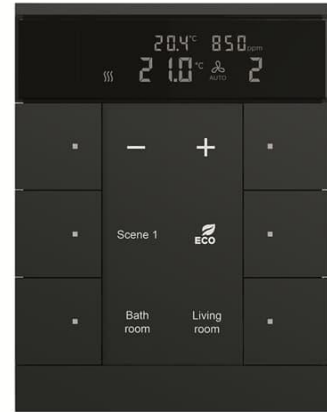 20.4°C 850ppm
21.0°C AUTO 2
− +
Scene 1 ECO
Bath Living
room room